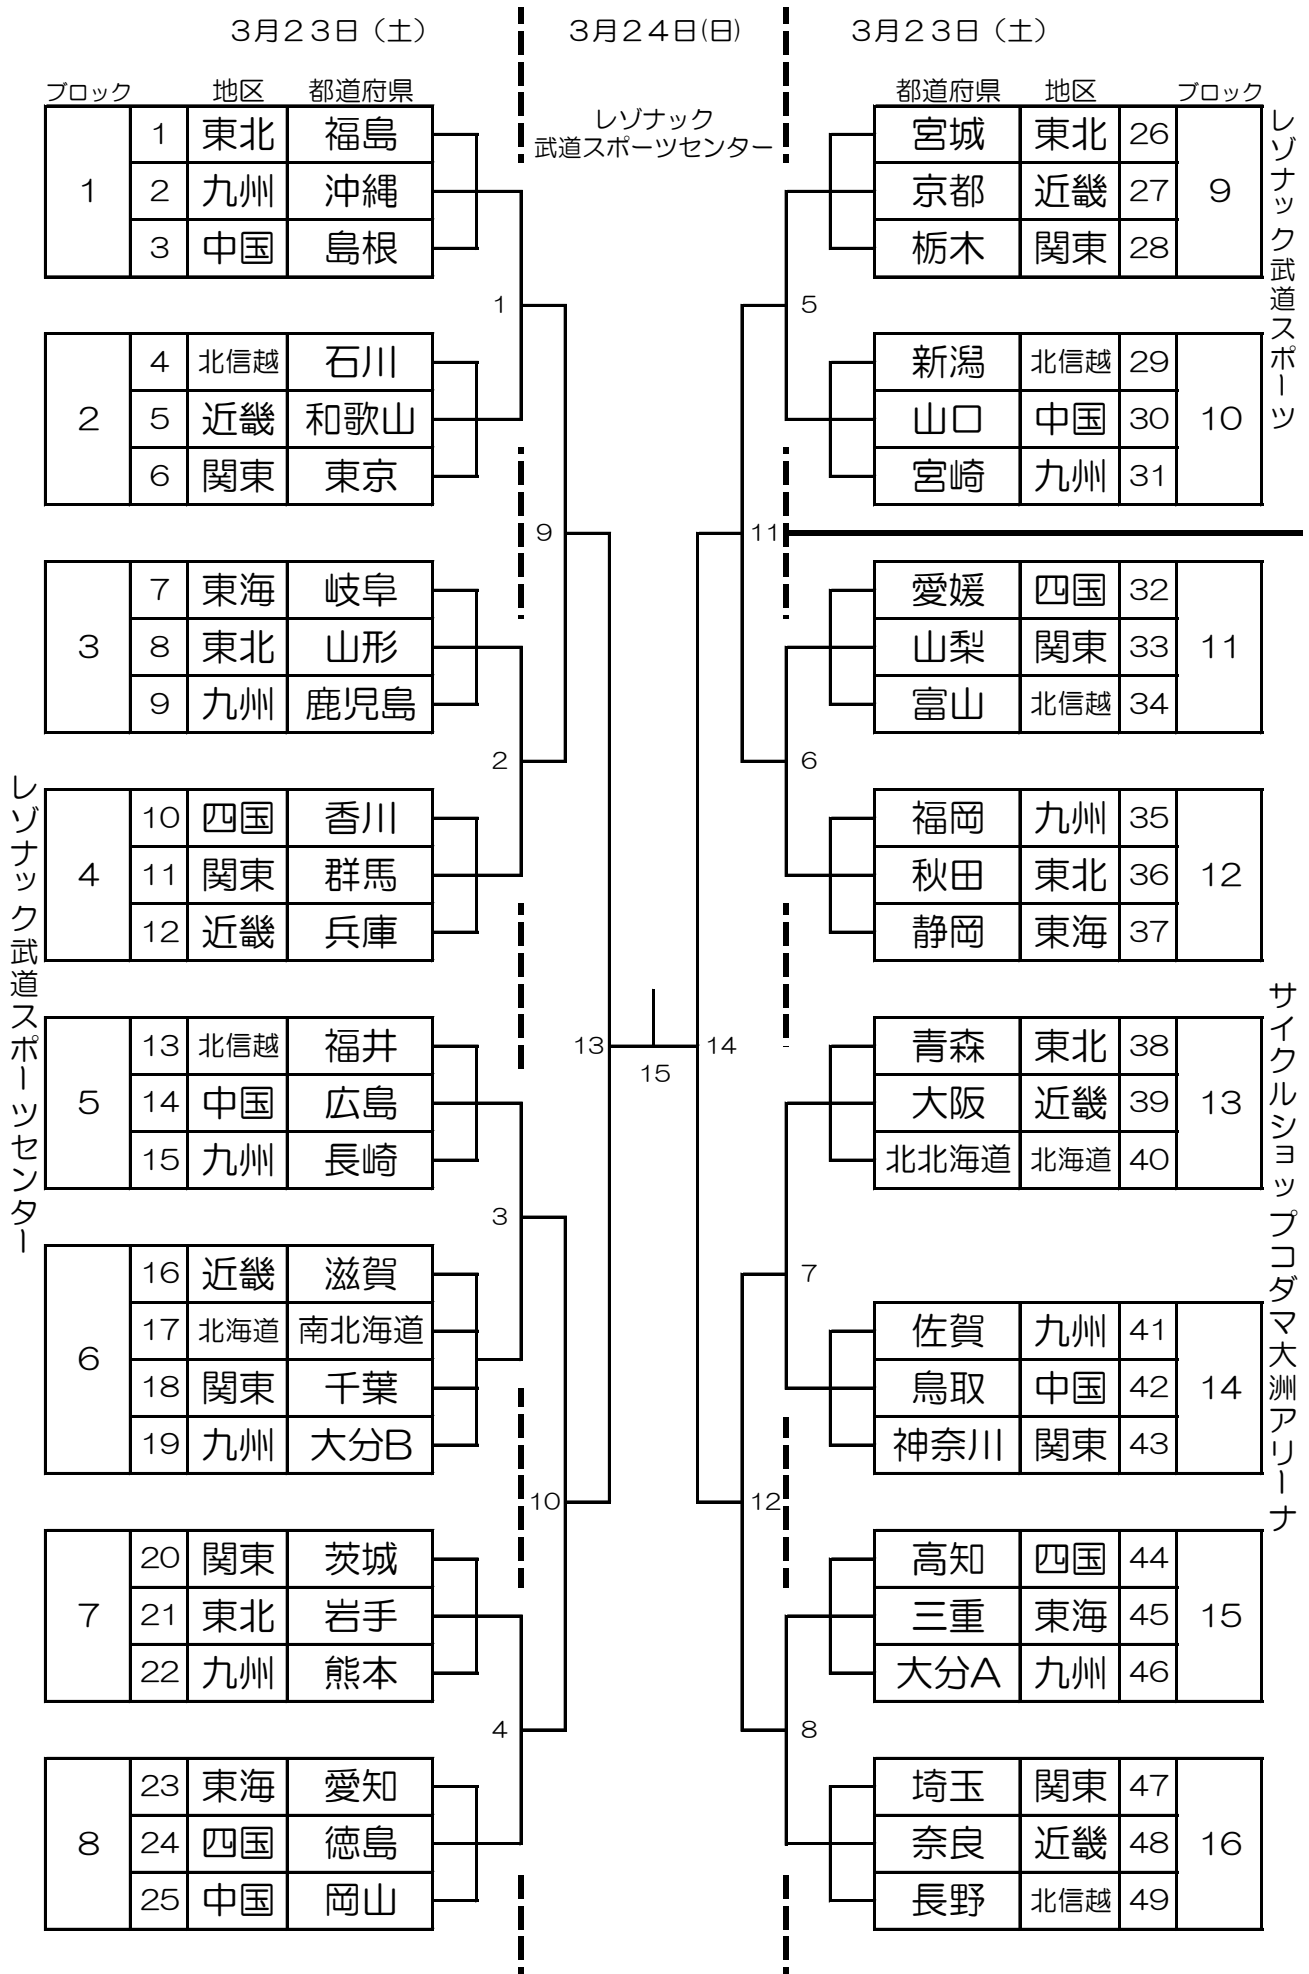 3月23日（土）
3月24日(日)
3月23日（土）
レゾナック
武道スポーツセンター
ブロック 地区 都道府県
1
1 東北 福島
2 九州 沖縄
3 中国 島根
2
4 北信越 石川
5 近畿 和歌山
6 関東 東京
3
7 東海 岐阜
8 東北 山形
9 九州 鹿児島
4
10 四国 香川
11 関東 群馬
12 近畿 兵庫
5
13 北信越 福井
14 中国 広島
15 九州 長崎
6
16 近畿 滋賀
17 北海道 南北海道
18 関東 千葉
19 九州 大分B
7
20 関東 茨城
21 東北 岩手
22 九州 熊本
8
23 東海 愛知
24 四国 徳島
25 中国 岡山
レゾナック武道スポーツセンター
1
2
3
4
9
10
13
15
14
11
12
5
6
7
8
都道府県 地区 ブロック
宮城 東北 26
京都 近畿 27
栃木 関東 28
9
新潟 北信越 29
山口 中国 30
宮崎 九州 31
10
愛媛 四国 32
山梨 関東 33
富山 北信越 34
11
福岡 九州 35
秋田 東北 36
静岡 東海 37
12
青森 東北 38
大阪 近畿 39
北北海道 北海道 40
13
佐賀 九州 41
鳥取 中国 42
神奈川 関東 43
14
高知 四国 44
三重 東海 45
大分A 九州 46
15
埼玉 関東 47
奈良 近畿 48
長野 北信越 49
16
レゾナック武道スポーツ
サイクルショップコダマ大洲アリーナ